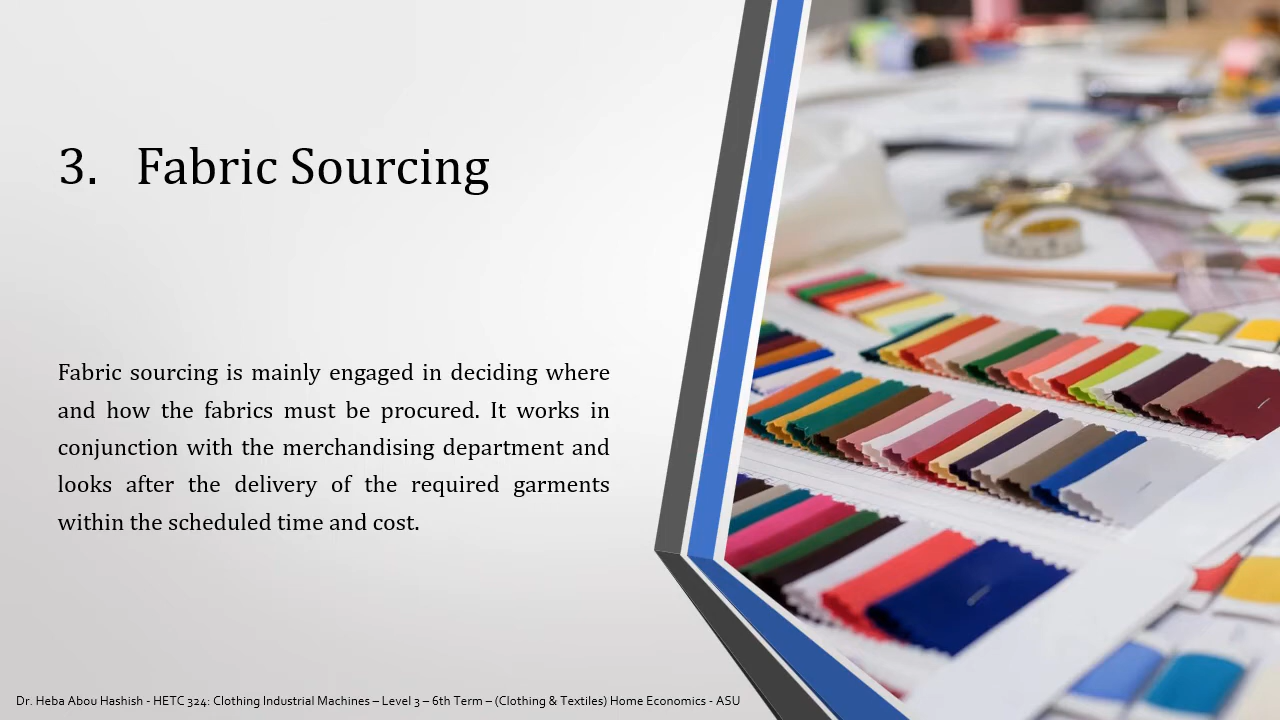 3. Fabric Sourcing
Fabric sourcing is mainly engaged in deciding where
and how the fabrics must be procured. It works in
conjunction with the merchandising department and
looks after the delivery of the required garments
within the scheduled time and cost.
Dr. Heba Abou Hashish - HETC 324: Clothing Industrial Machines – Level 3 – 6th Term – (Clothing & Textiles) Home Economics - ASU